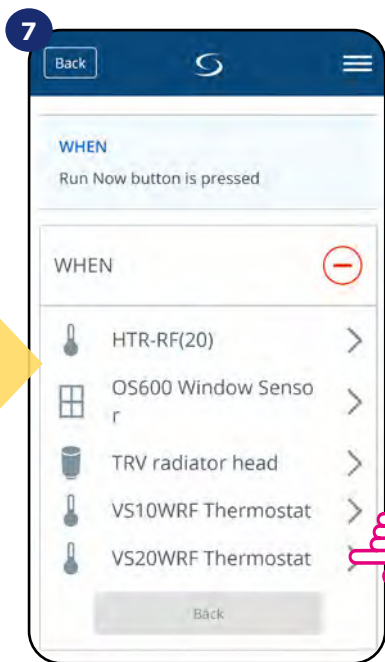 7
Back
WHEN
Run Now button is pressed
WHEN
HTR-RF(20)
OS600 Window Senso
r
TRV radiator head
VS10WRF Thermostat
VS20WRF Thermostat
Back